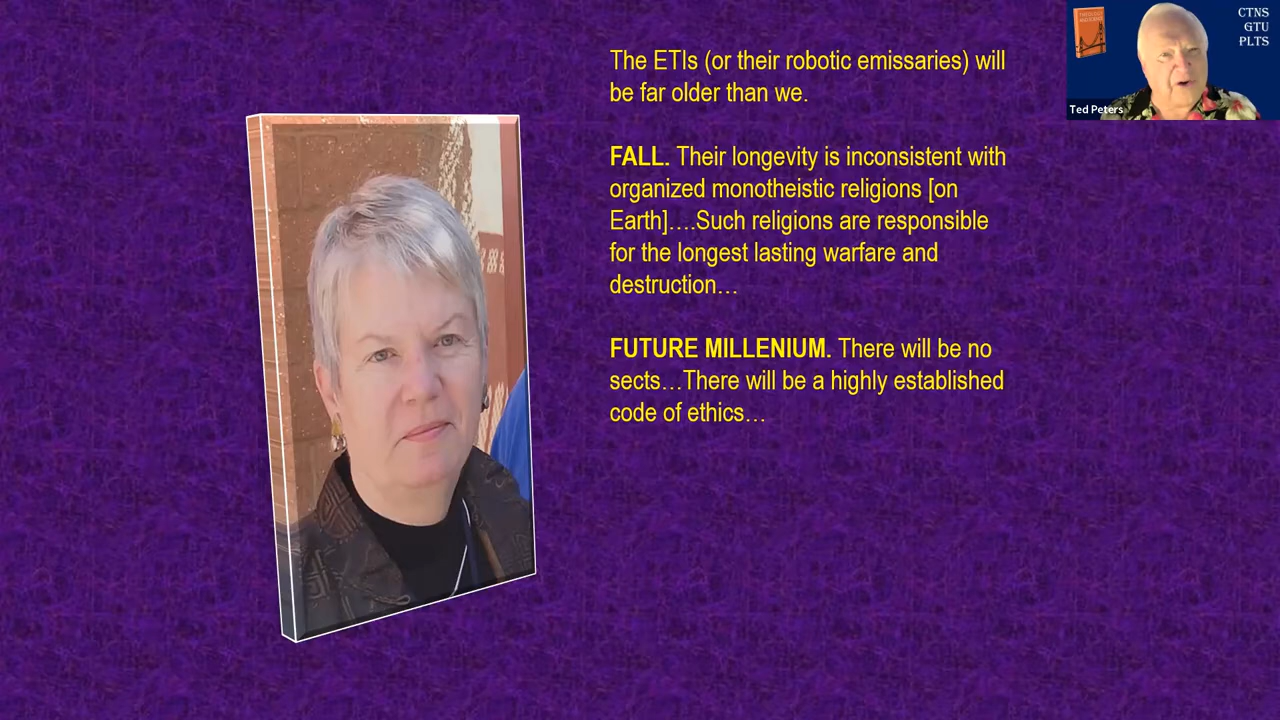 The ETIs (or their robotic emissaries) will
be far older than we.
FALL. Their longevity is inconsistent with
organized monotheistic religions [on
Earth]….Such religions are responsible
for the longest lasting warfare and
destruction…
FUTURE MILLENIUM. There will be no
sects…There will be a highly established
code of ethics…
CTNS
GTU
PLTS
Ted Peters